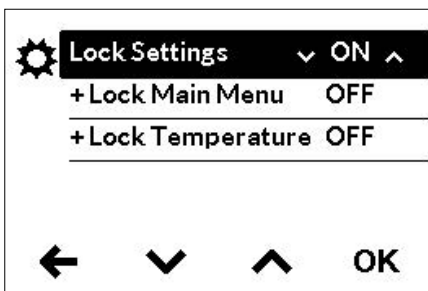 Lock Settings ON
+Lock Main Menu OFF
+Lock Temperature OFF
OK